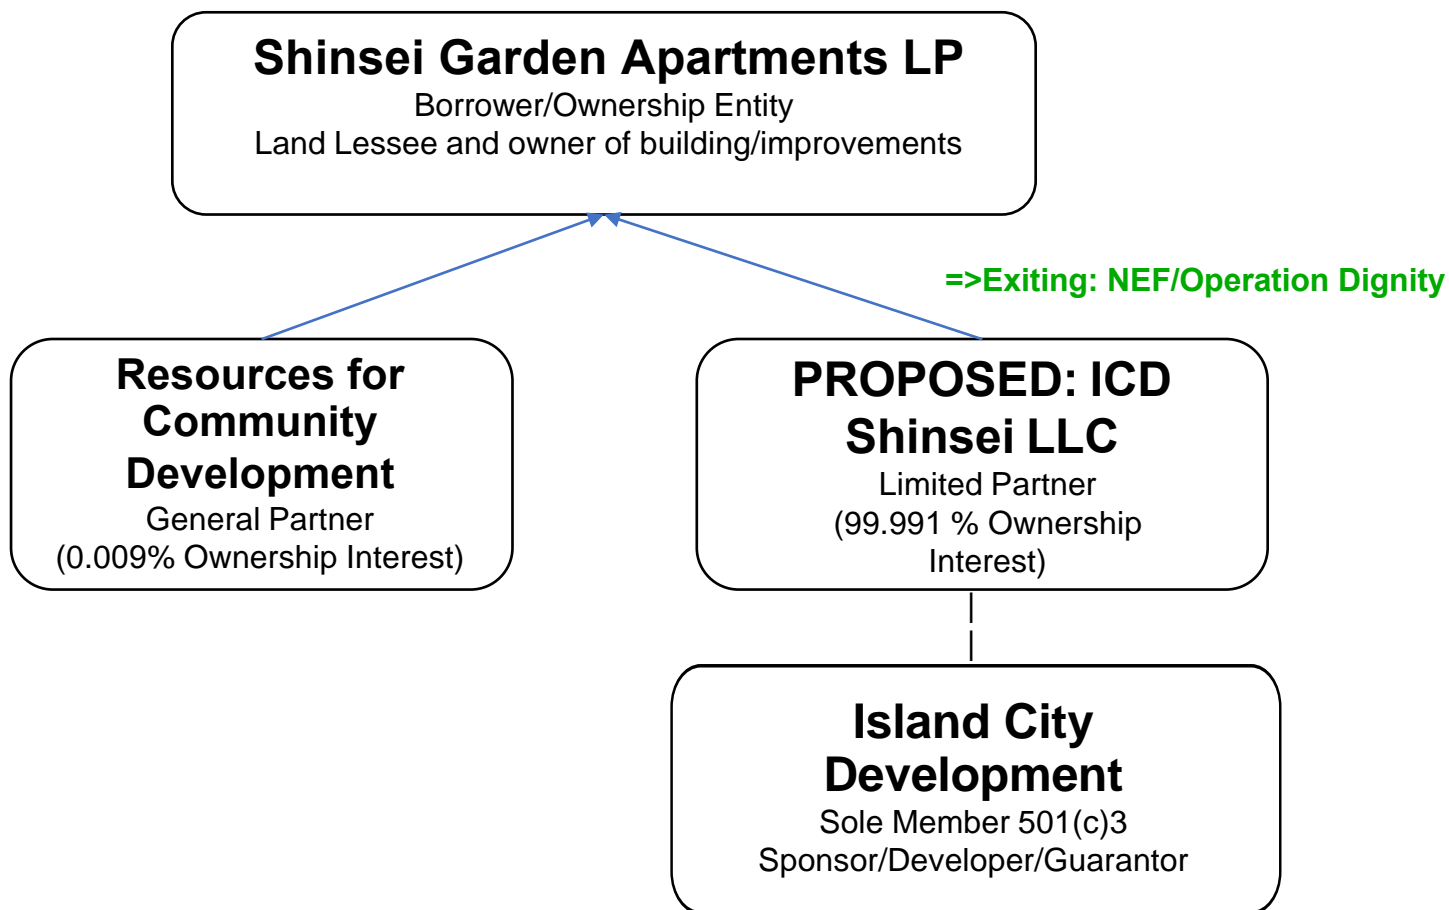 Shinsei Garden Apartments LP
Borrower/Ownership Entity
Land Lessee and owner of building/improvements
=>Exiting: NEF/Operation Dignity
Resources for
Community
Development
General Partner
(0.009% Ownership Interest)
PROPOSED: ICD
Shinsei LLC
Limited Partner
(99.991 % Ownership
Interest)
Island City
Development
Sole Member 501(c)3
Sponsor/Developer/Guarantor